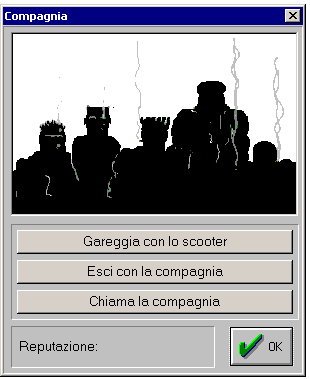 Compagnia
Gareggia con lo scooter
Esci con la compagnia
Chiama la compagnia
Reputazione:
OK